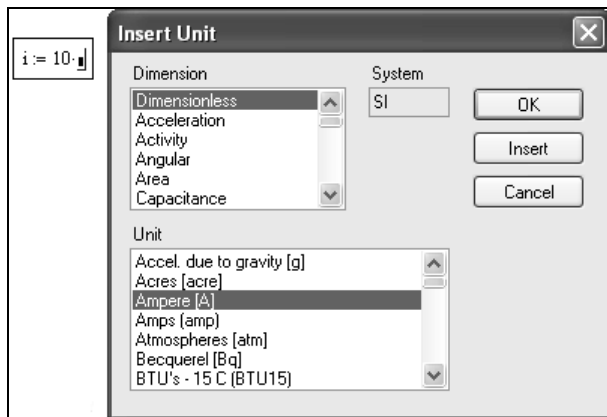 i := 10·
Insert Unit
Dimension
System
Dimensionless
Acceleration
Activity
Angular
Area
Capacitance
SI
OK
Insert
Cancel
Unit
Accel. due to gravity [g]
Acres [acre]
Ampere [A]
Amps (amp)
Atmospheres [atm]
Becquerel [Bq]
BTU's - 15 C (BTU15)